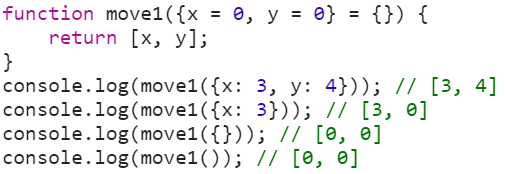 function move1({x = 0, y = 0} = {}) {
    return [x, y];
}
console.log(move1({x: 3, y: 4})); // [3, 4]
console.log(move1({x: 3})); // [3, 0]
console.log(move1({})); // [0, 0]
console.log(move1()); // [0, 0]